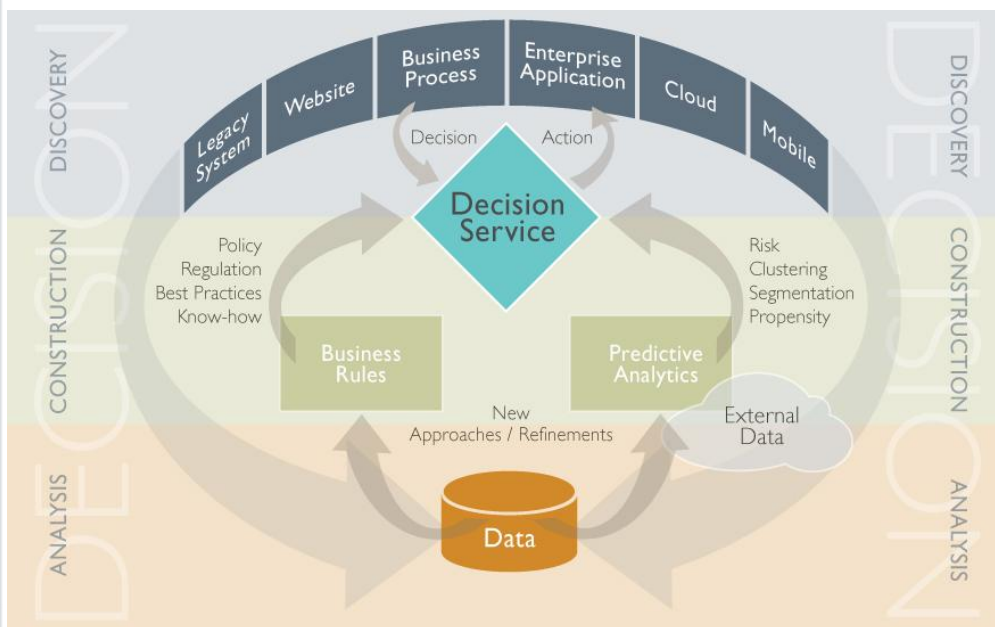 DECISION
DISCOVERY
CONSTRUCTION
ANALYSIS
Legacy
System
Website
Business
Process
Enterprise
Application
Cloud
Mobile
Decision
Action
Decision
Service
Policy
Regulation
Best Practices
Know-how
Risk
Clustering
Segmentation
Propensity
Business
Rules
Predictive
Analytics
New
Approaches / Refinements
External
Data
Data
DECISION
DISCOVERY
CONSTRUCTION
ANALYSIS